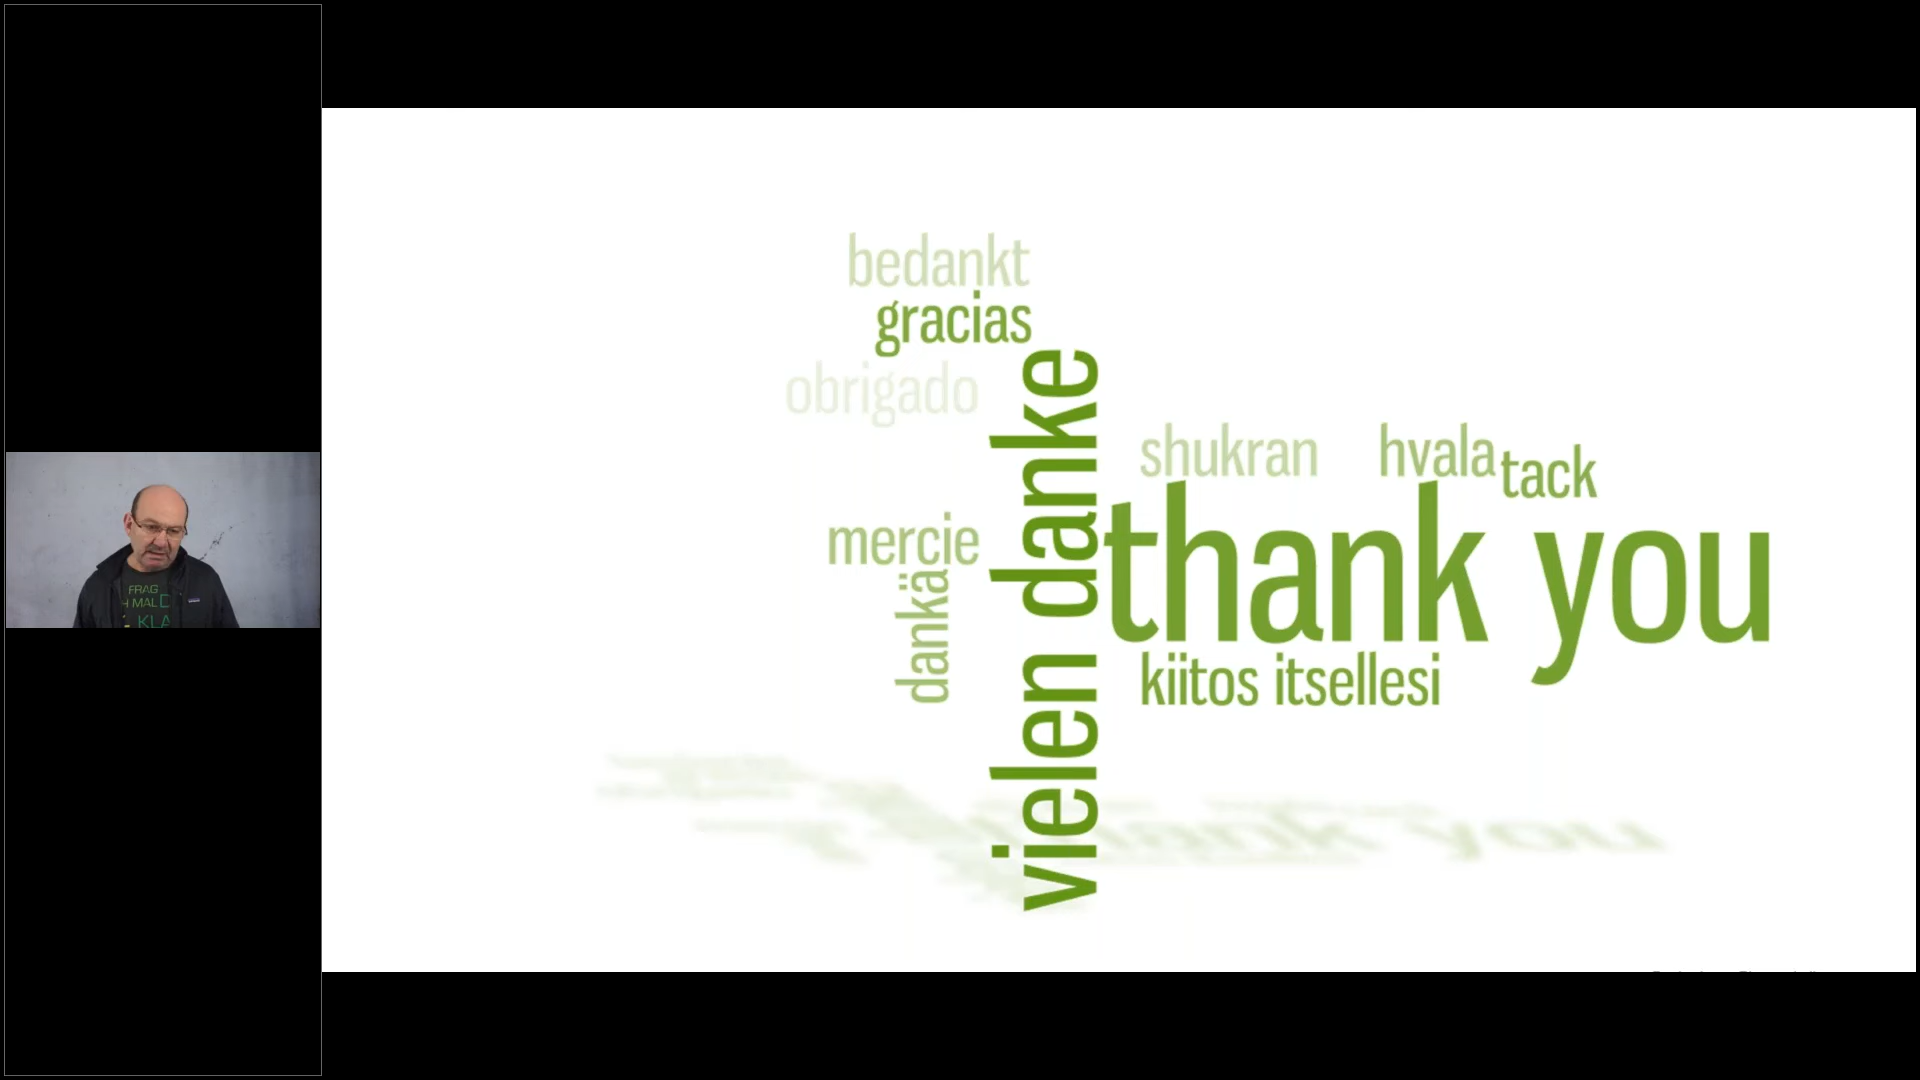 bedankt
gracias
obrigado
vielen danke
shukran
hvala
tack
mercie
thank you
dankä
kiitos itsellesi
FRAG
H MAL D
KLA